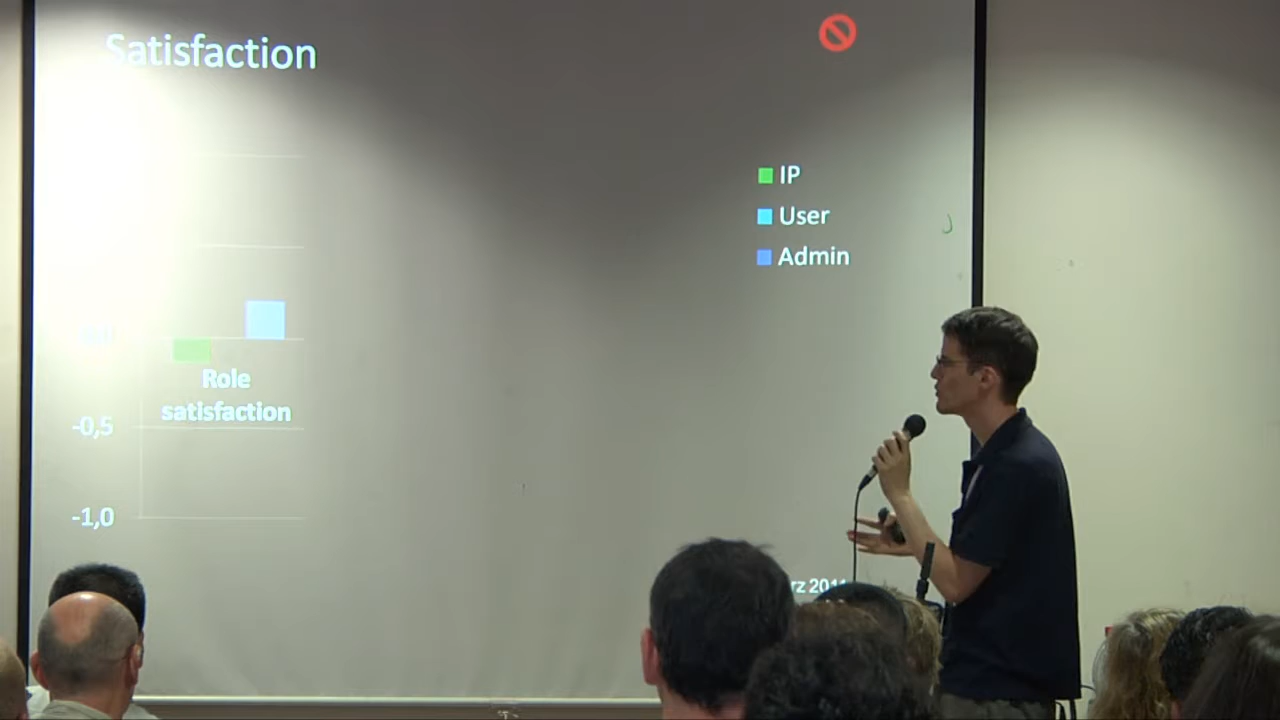 Satisfaction
IP
User
Admin
Role
satisfaction
-0,5
-1,0